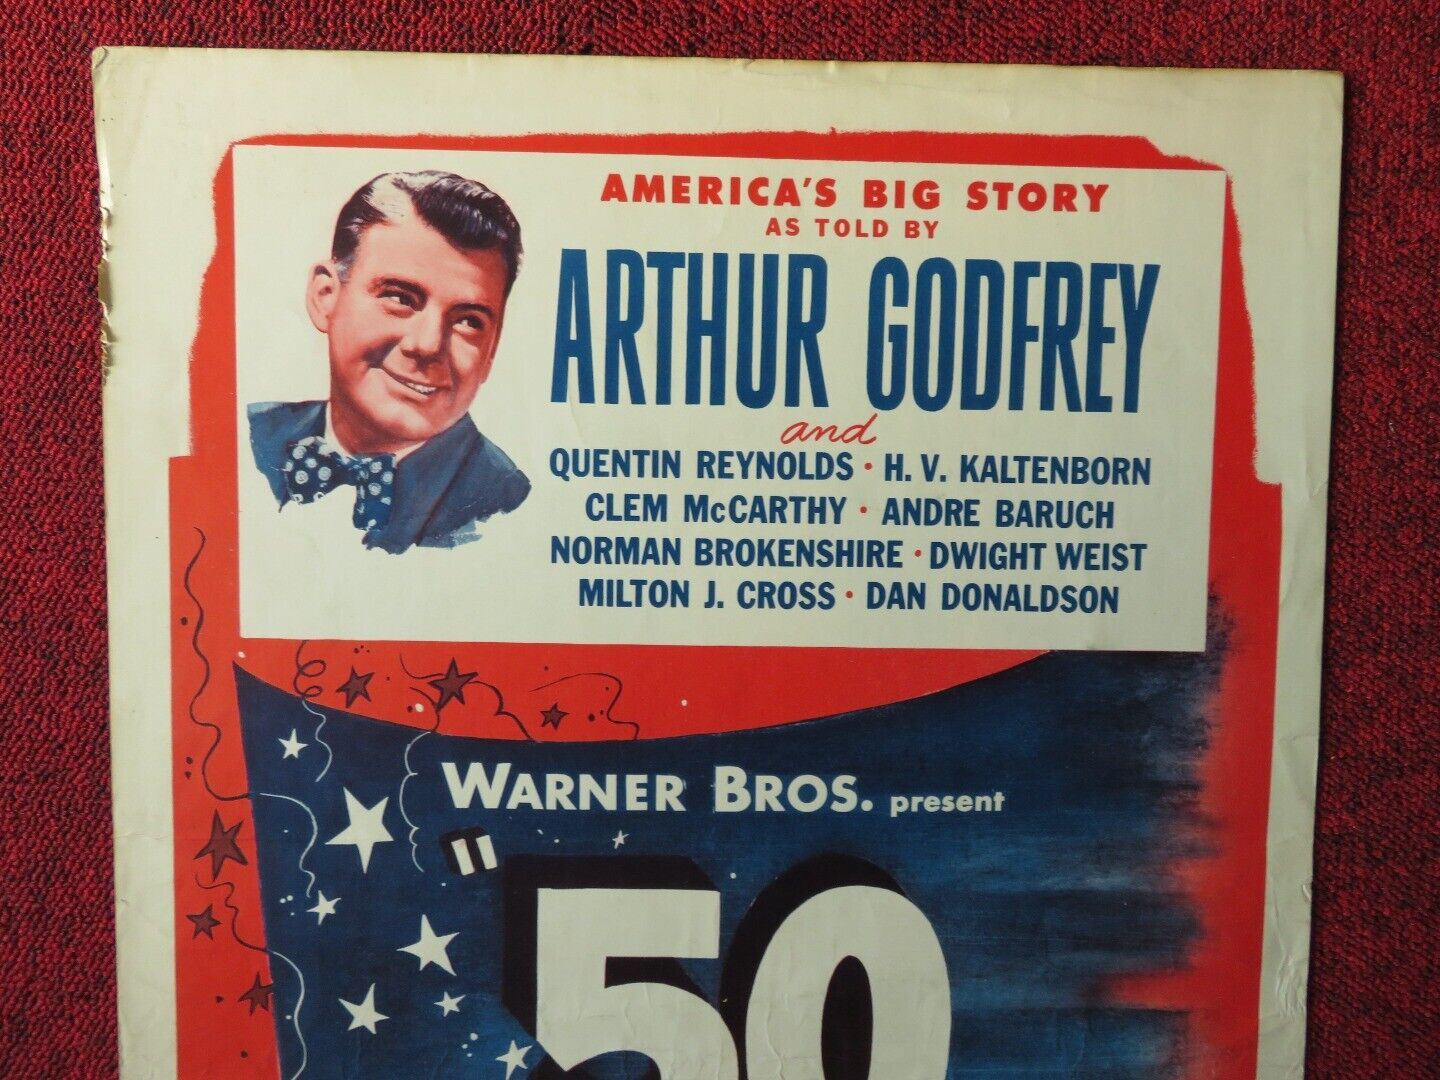 AMERICA'S BIG STORY
AS TOLD BY
ARTHUR GODFREY
and
QUENTIN REYNOLDS · H. V. KALTENBORN
CLEM McCARTHY · ANDRE BARUCH
NORMAN BROKENSHIRE · DWIGHT WEIST
MILTON J. CROSS · DAN DONALDSON
WARNER BROS. present
"50